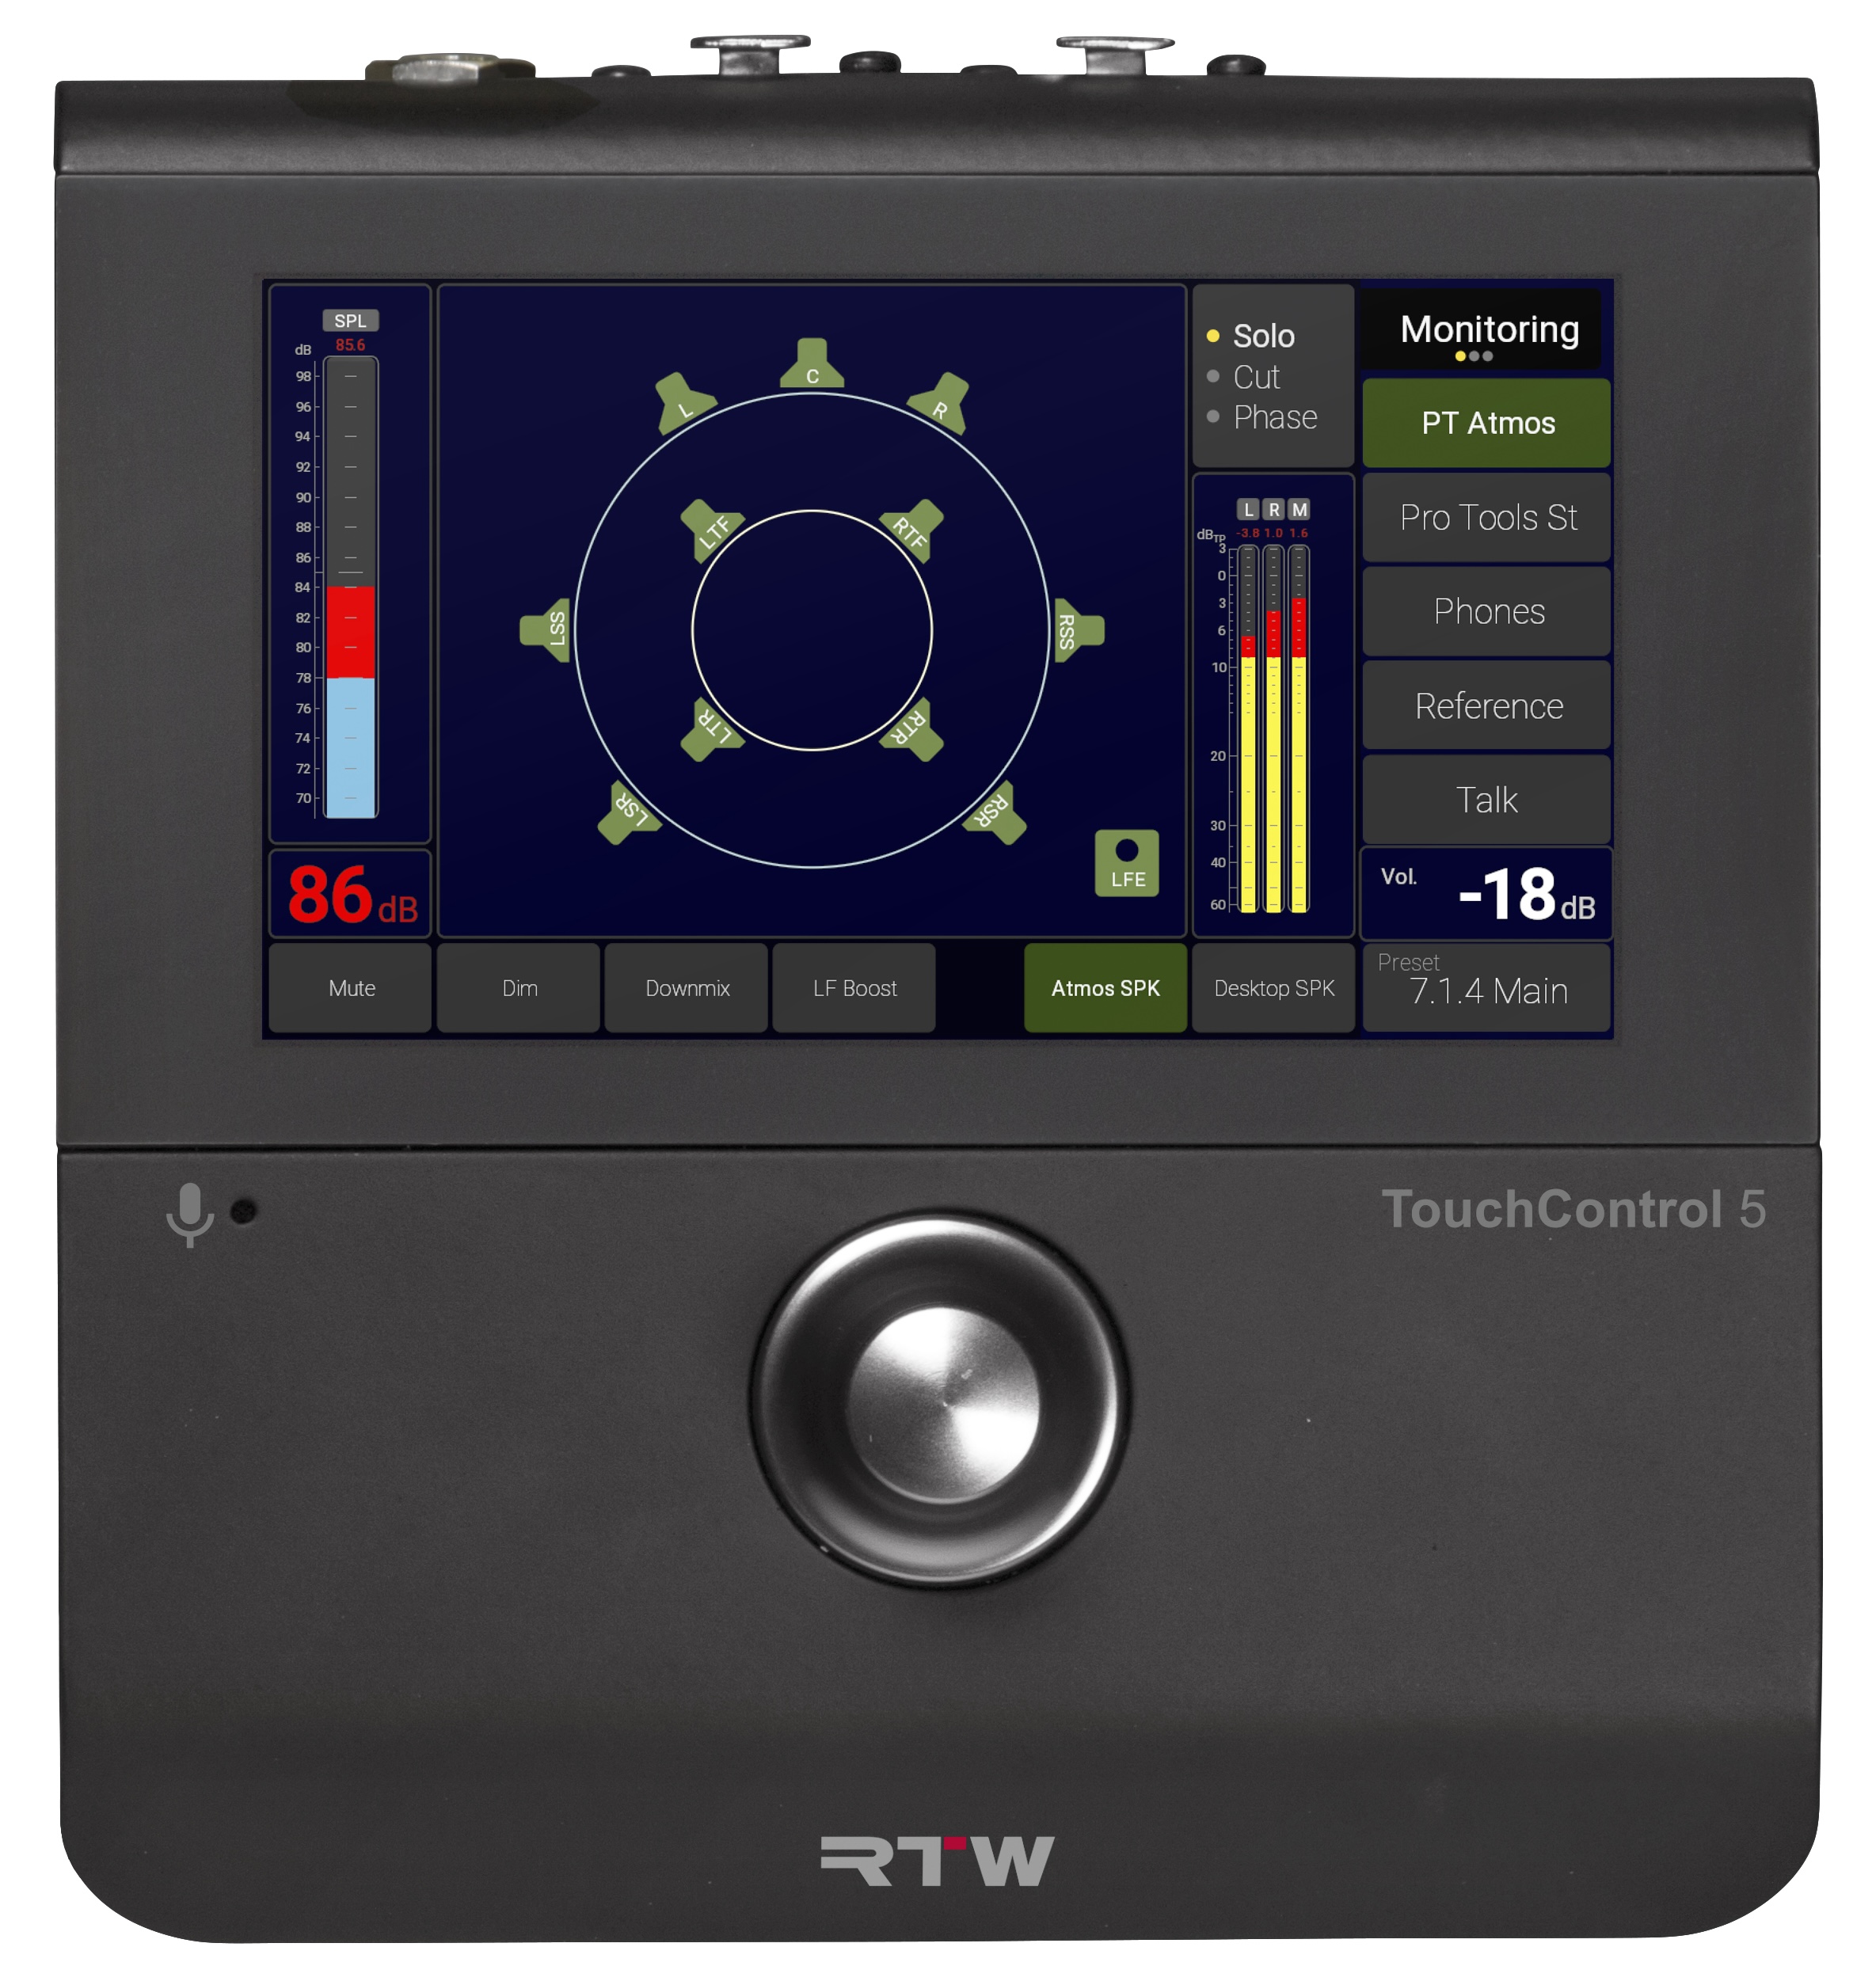 SPL
dB 85.6
98
96
94
92
90
88
86
84
82
80
78
76
74
72
70
86 dB
C
L
R
LTF
RTF
LSS
RSS
LTR
RTR
LSR
RSR
LFE
Solo
Cut
Phase
L R M
dBTP -3.8 1.0 1.6
3
0
3
6
10
20
30
40
60
Monitoring
PT Atmos
Pro Tools St
Phones
Reference
Talk
Vol. -18 dB
Mute
Dim
Downmix
LF Boost
Atmos SPK
Desktop SPK
Preset
7.1.4 Main
TouchControl 5
RTW